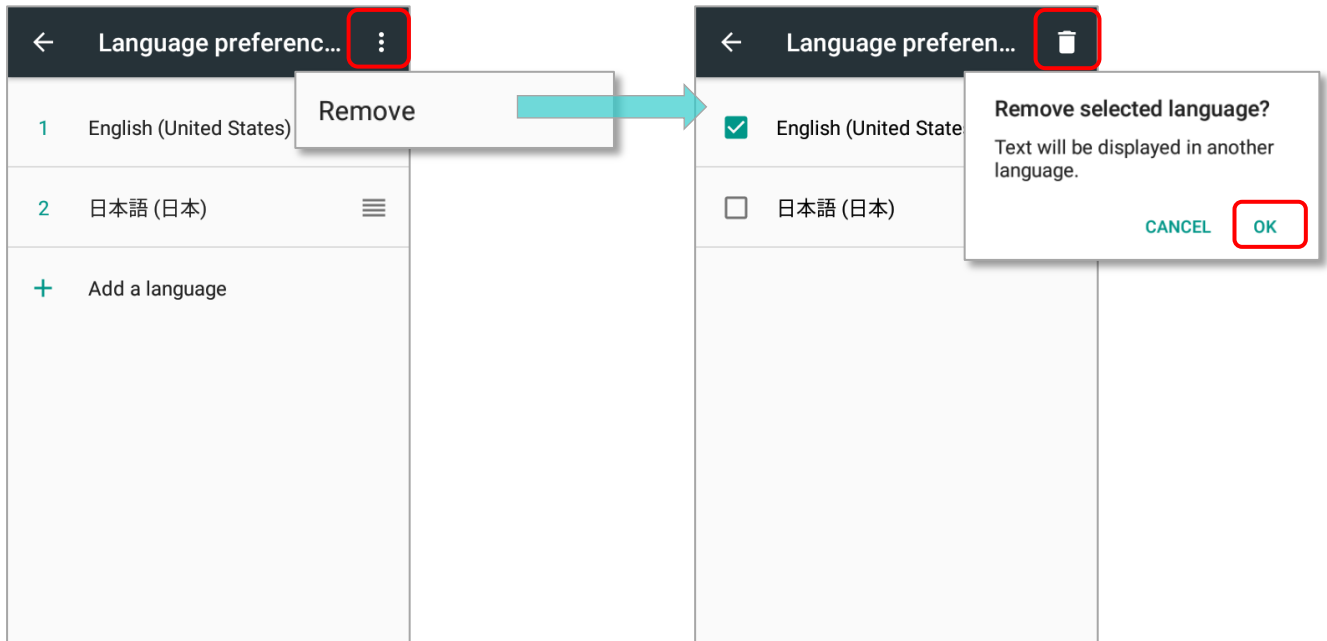 Language preferenc...
Remove
1 English (United States)
2 日本語 (日本)
Add a language
Language preferen...
English (United State
日本語 (日本)
Remove selected language?
Text will be displayed in another
language.
CANCEL OK